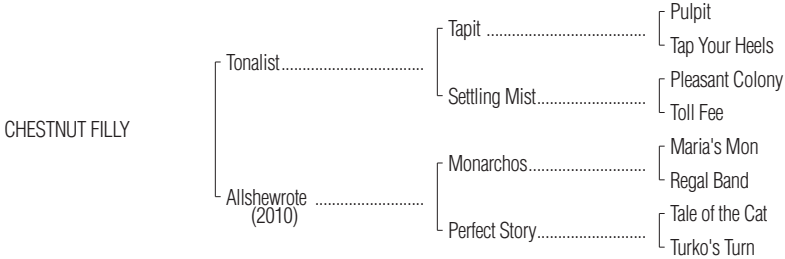 Pulpit
Tapit ......................................
Tap Your Heels
Tonalist..................................
Pleasant Colony
Settling Mist..........................
Toll Fee
CHESTNUT FILLY
Maria's Mon
Monarchos............................
Regal Band
Allshewrote ..........................
(2010)
Tale of the Cat
Perfect Story..........................
Turko's Turn